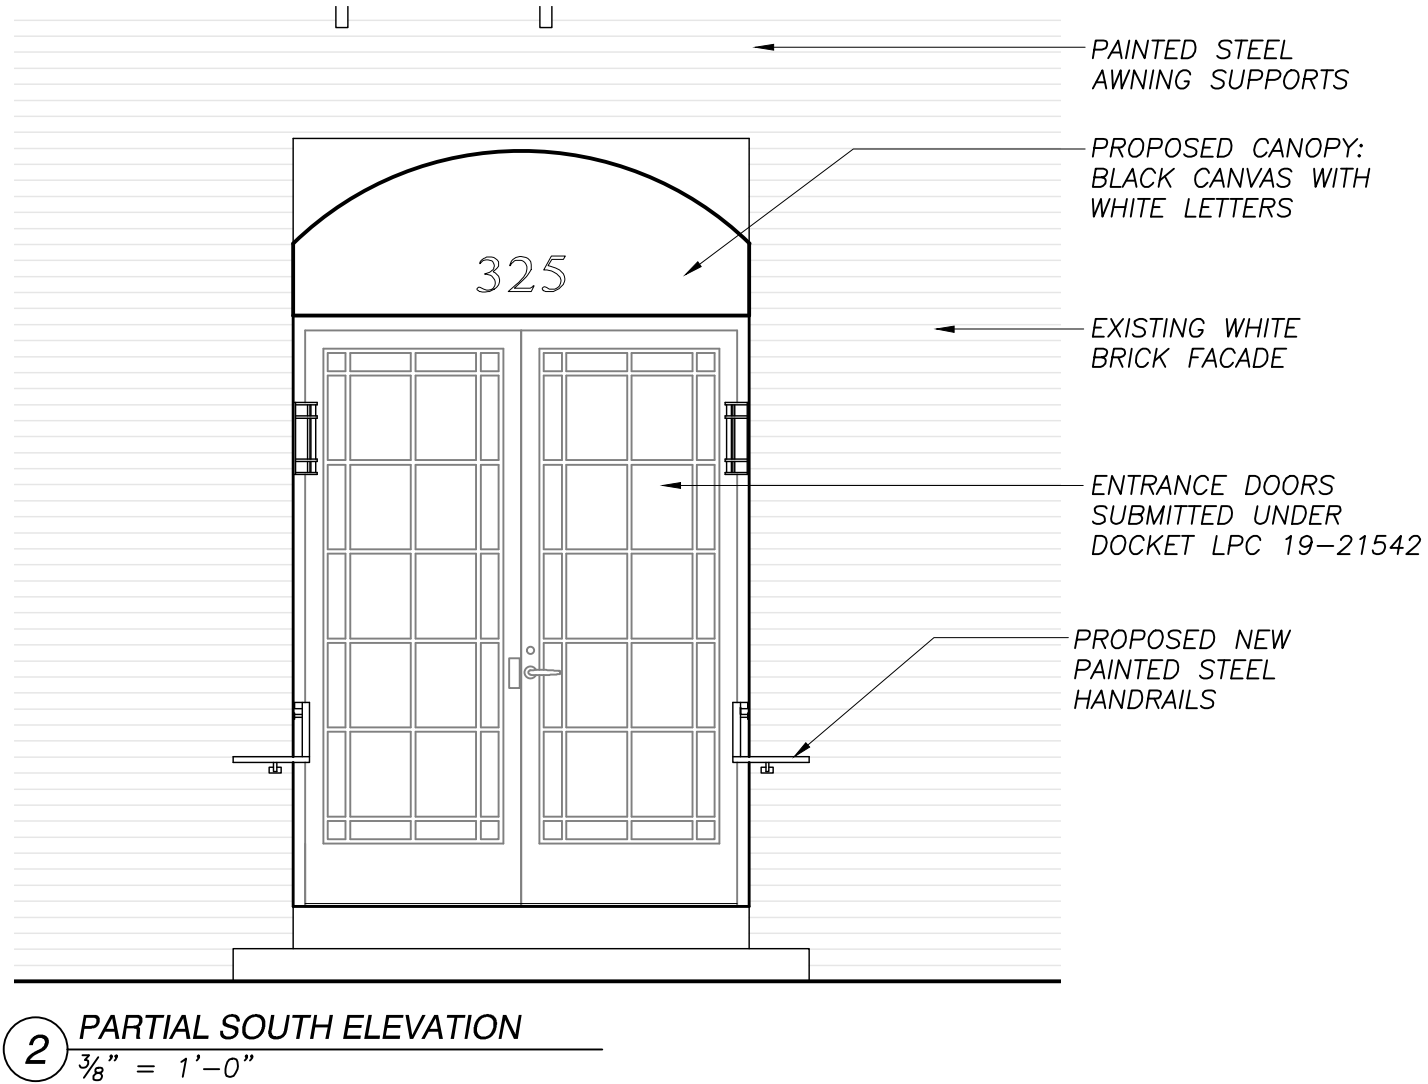 PAINTED STEEL
AWNING SUPPORTS
PROPOSED CANOPY:
BLACK CANVAS WITH
WHITE LETTERS
325
EXISTING WHITE
BRICK FACADE
ENTRANCE DOORS
SUBMITTED UNDER
DOCKET LPC 19-21542
PROPOSED NEW
PAINTED STEEL
HANDRAILS
2
PARTIAL SOUTH ELEVATION
3/8" = 1'-0"